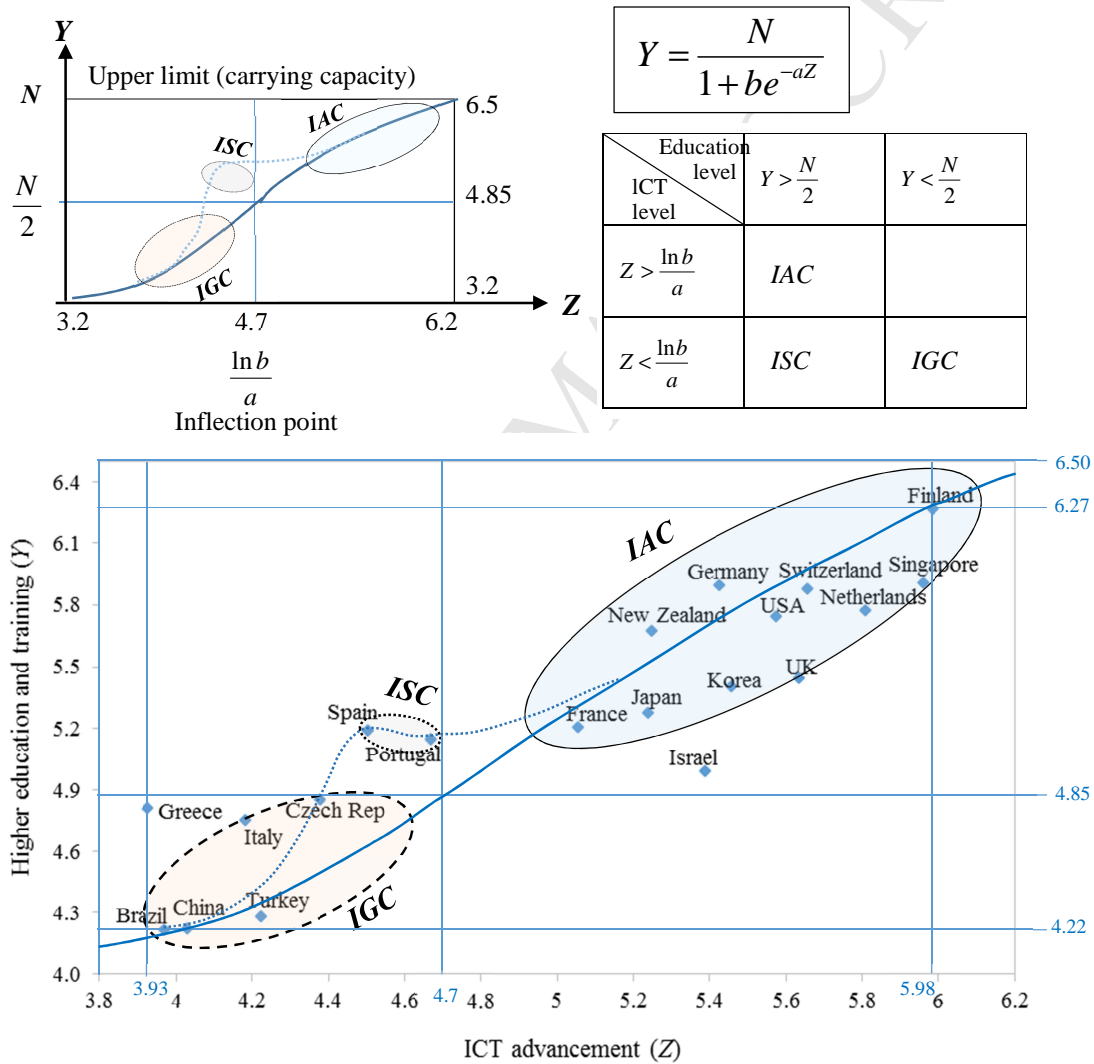 Y
Upper limit (carrying capacity)
N
6.5
IAC
ISC
N/2
4.85
IGC
3.2
3.2
4.7
6.2
Z
ln b/a
Inflection point
Y = N/(1 + be^{-aZ})
Education level
lCT level
Y > N/2
Y < N/2
Z > ln b/a
IAC
Z < ln b/a
ISC
IGC
Higher education and training (Y)
6.4
6.1
5.8
5.5
5.2
4.9
4.6
4.3
4.0
6.50
6.27
4.85
4.22
IAC
Finland
Germany
Switzerland
Singapore
New Zealand
USA
Netherlands
Korea
UK
Japan
France
Israel
ISC
Spain
Portugal
Greece
Czech Rep
Italy
Brazil
China
Turkey
IGC
3.8
3.93
4
4.2
4.4
4.6
4.7
4.8
5
5.2
5.4
5.6
5.8
5.98
6
6.2
ICT advancement (Z)